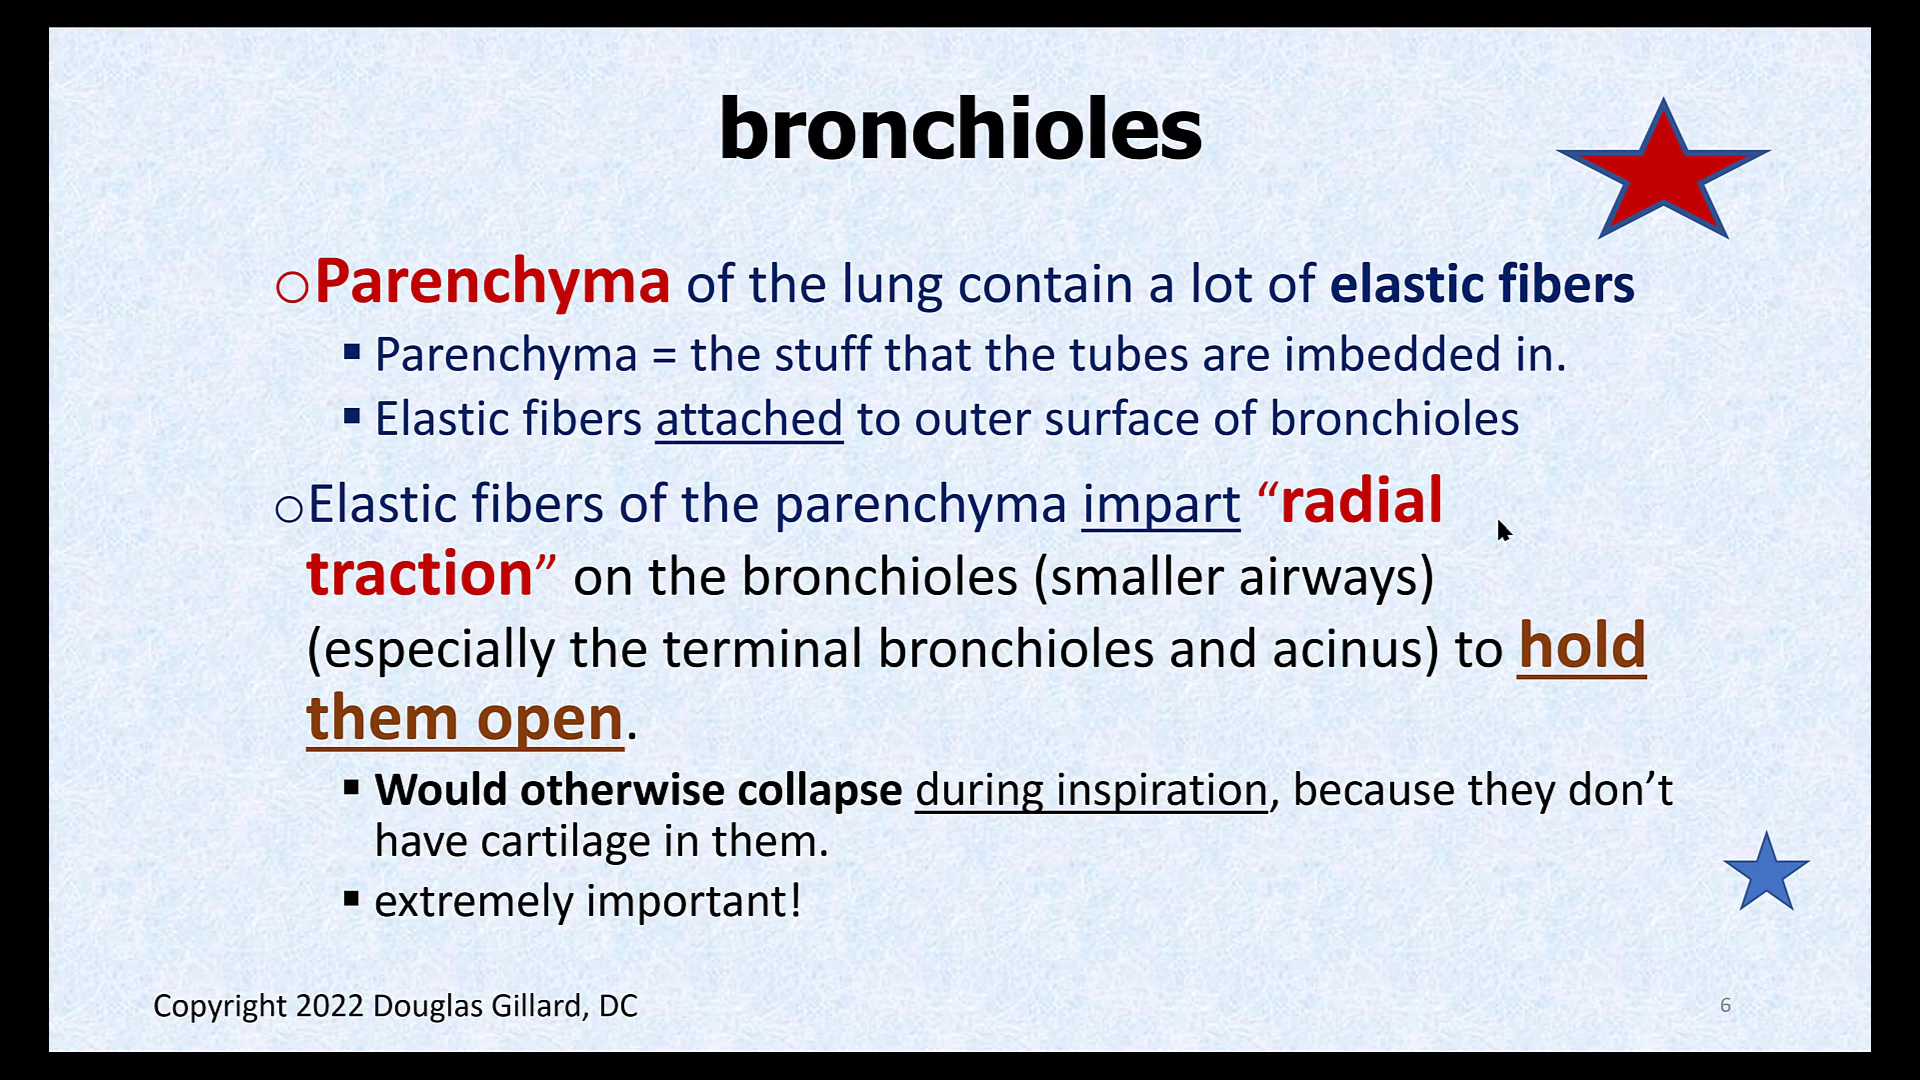 bronchioles
Parenchyma of the lung contain a lot of elastic fibers
Parenchyma = the stuff that the tubes are imbedded in.
Elastic fibers attached to outer surface of bronchioles
Elastic fibers of the parenchyma impart “radial
traction” on the bronchioles (smaller airways)
(especially the terminal bronchioles and acinus) to hold
them open.
Would otherwise collapse during inspiration, because they don’t
have cartilage in them.
extremely important!
Copyright 2022 Douglas Gillard, DC
6